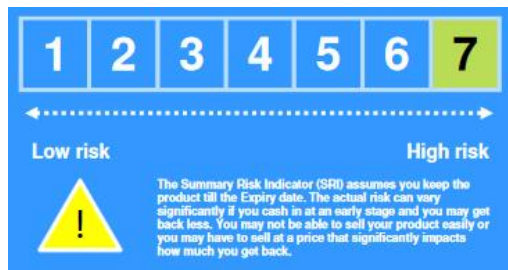 1 2 3 4 5 6 7
Low risk High risk
!
The Summary Risk Indicator (SRI) assumes you keep the
product till the Expiry date. The actual risk can vary
significantly if you cash in at an early stage and you may get
back less. You may not be able to sell your product easily or
you may have to sell at a price that significantly impacts
how much you get back.